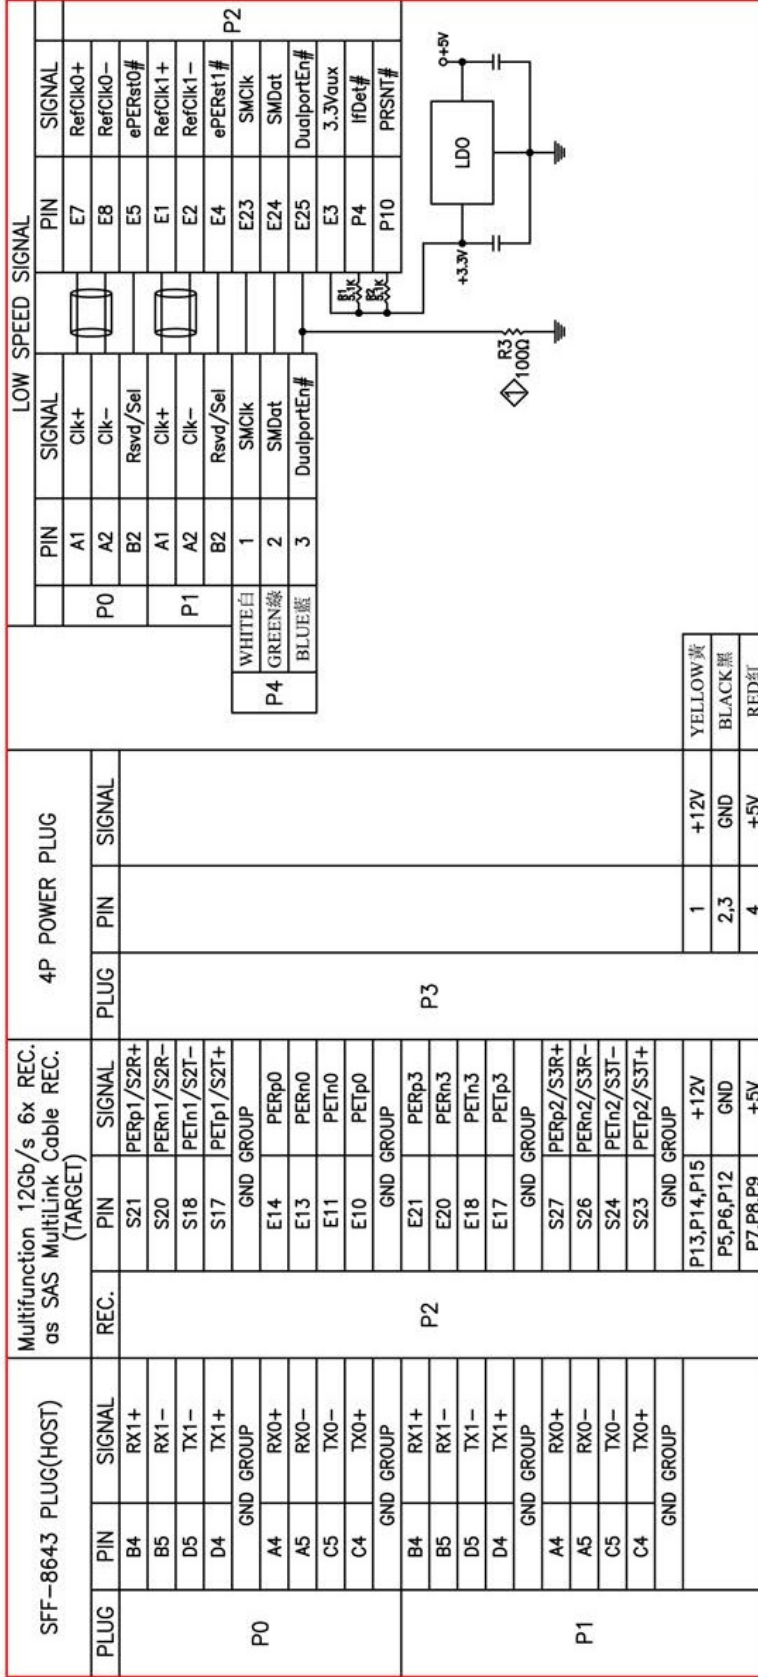 SFF-8643 PLUG(HOST)
Multifunction 12Gb/s 6x REC.
as SAS MultiLink Cable REC.
(TARGET)
4P POWER PLUG
PLUG PIN SIGNAL REC. PIN SIGNAL PLUG PIN SIGNAL
P0 P2 P3
B4 RX1+ S21 PERp1/S2R+
B5 RX1- S20 PERn1/S2R-
D5 TX1- S18 PETn1/S2T-
D4 TX1+ S17 PETp1/S2T+
GND GROUP GND GROUP
A4 RX0+ E14 PERp0
A5 RX0- E13 PERn0
C5 TX0- E11 PETn0
C4 TX0+ E10 PETp0
GND GROUP GND GROUP
P1
B4 RX1+ E21 PERp3
B5 RX1- E20 PERn3
D5 TX1- E18 PETn3
D4 TX1+ E17 PETp3
GND GROUP GND GROUP
A4 RX0+ S27 PERp2/S3R+
A5 RX0- S26 PERn2/S3R-
C5 TX0- S24 PETn2/S3T-
C4 TX0+ S23 PETp2/S3T+
GND GROUP GND GROUP
P13,P14,P15 +12V 1 +12V YELLOW黃
P5,P6,P12 GND 2,3 GND BLACK黑
P7,P8,P9 +5V 4 +5V RED紅
LOW SPEED SIGNAL
PIN SIGNAL PIN SIGNAL
P0 P2
A1 Clk+ E7 RefClk0+
A2 Clk- E8 RefClk0-
B2 Rsvd/Sel E5 ePERst0#
P1
A1 Clk+ E1 RefClk1+
A2 Clk- E2 RefClk1-
B2 Rsvd/Sel E4 ePERst1#
P4
WHITE白 1 SMClk E23 SMClk
GREEN綠 2 SMDat E24 SMDat
BLUE藍 3 DualportEn# E25 DualportEn#
E3 3.3Vaux
R1 5.1K P4 IfDet#
R2 5.1K P10 PRSNT#
+3.3V LDO +5V
1 R3
100Ω